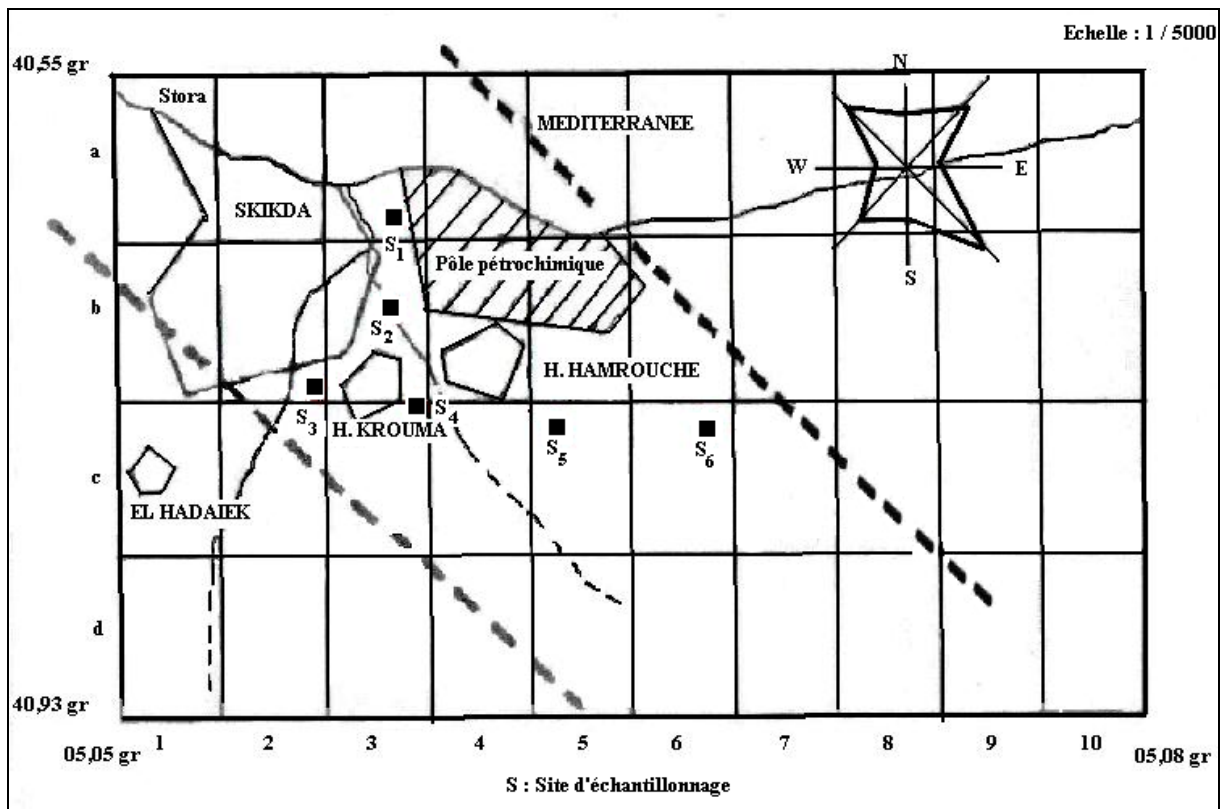 Echelle : 1 / 5000
40,55 gr
N
Stora
MEDITERRANEE
a
W
E
SKIKDA
S1
Pôle pétrochimique
S
b
S2
H. HAMROUCHE
S3
S4
H. KROUMA
S5
S6
c
EL HADAIEK
d
40,93 gr
1 2 3 4 5 6 7 8 9 10
05,05 gr
05,08 gr
S : Site d'échantillonnage